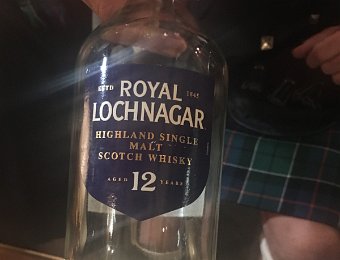 ESTD 1845
ROYAL
LOCHNAGAR
HIGHLAND SINGLE
MALT
SCOTCH WHISKY
AGED 12 YEARS